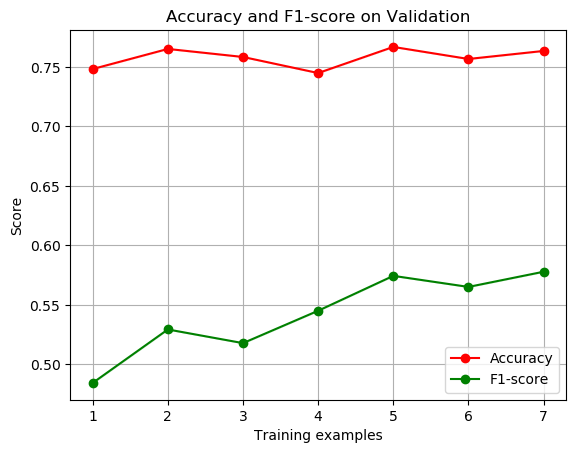 Accuracy and F1-score on Validation
0.75
0.70
0.65
0.60
0.55
0.50
Score
Accuracy
F1-score
1 2 3 4 5 6 7
Training examples